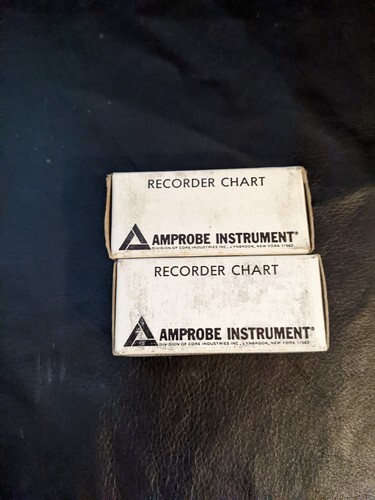 RECORDER CHART
AMPROBE INSTRUMENT®
DIVISION OF CORE INDUSTRIES INC., LYNBROOK, NEW YORK 11563
RECORDER CHART
AMPROBE INSTRUMENT®
DIVISION OF CORE INDUSTRIES INC., LYNBROOK, NEW YORK 11563